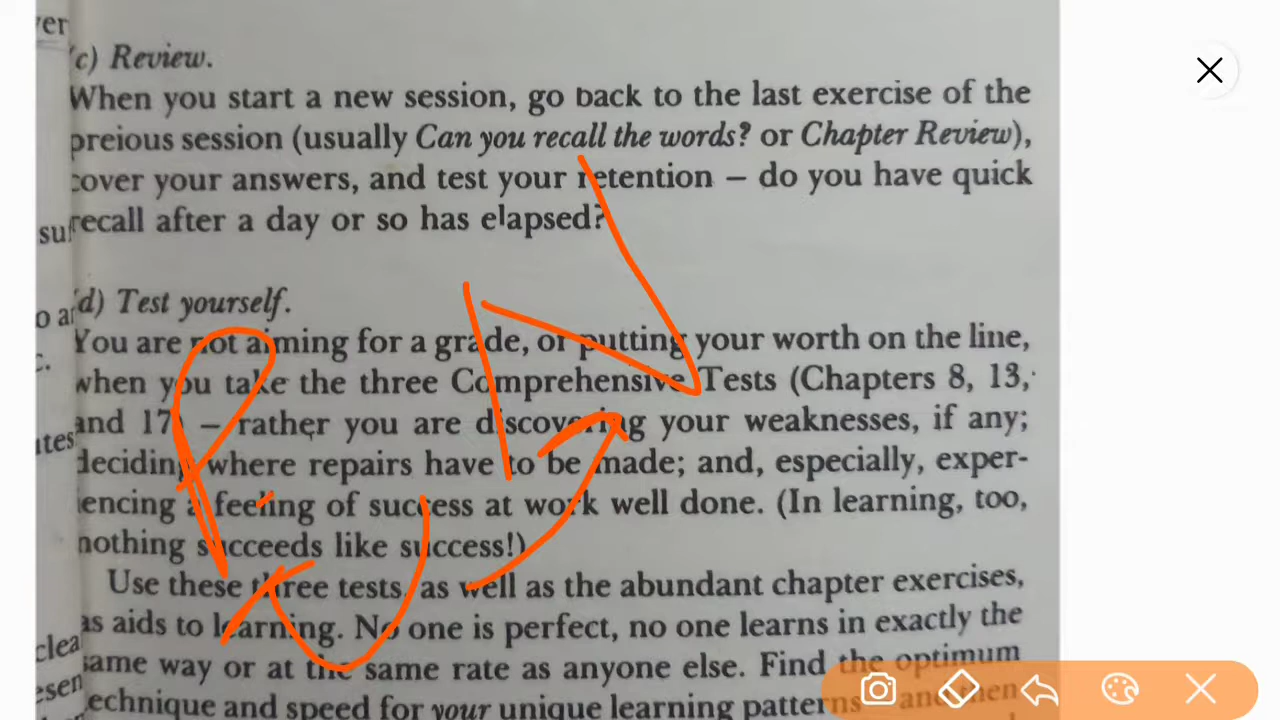 (c) Review.
When you start a new session, go back to the last exercise of the
preious session (usually Can you recall the words? or Chapter Review),
cover your answers, and test your retention – do you have quick
recall after a day or so has elapsed?
(d) Test yourself.
You are not aiming for a grade, or putting your worth on the line,
when you take the three Comprehensive Tests (Chapters 8, 13,
and 17) – rather you are discovering your weaknesses, if any;
deciding where repairs have to be made; and, especially, exper-
iencing a feeling of success at work well done. (In learning, too,
nothing succeeds like success!)
Use these three tests, as well as the abundant chapter exercises,
as aids to learning. No one is perfect, no one learns in exactly the
same way or at the same rate as anyone else. Find the optimum
technique and speed for your unique learning patterns – and then